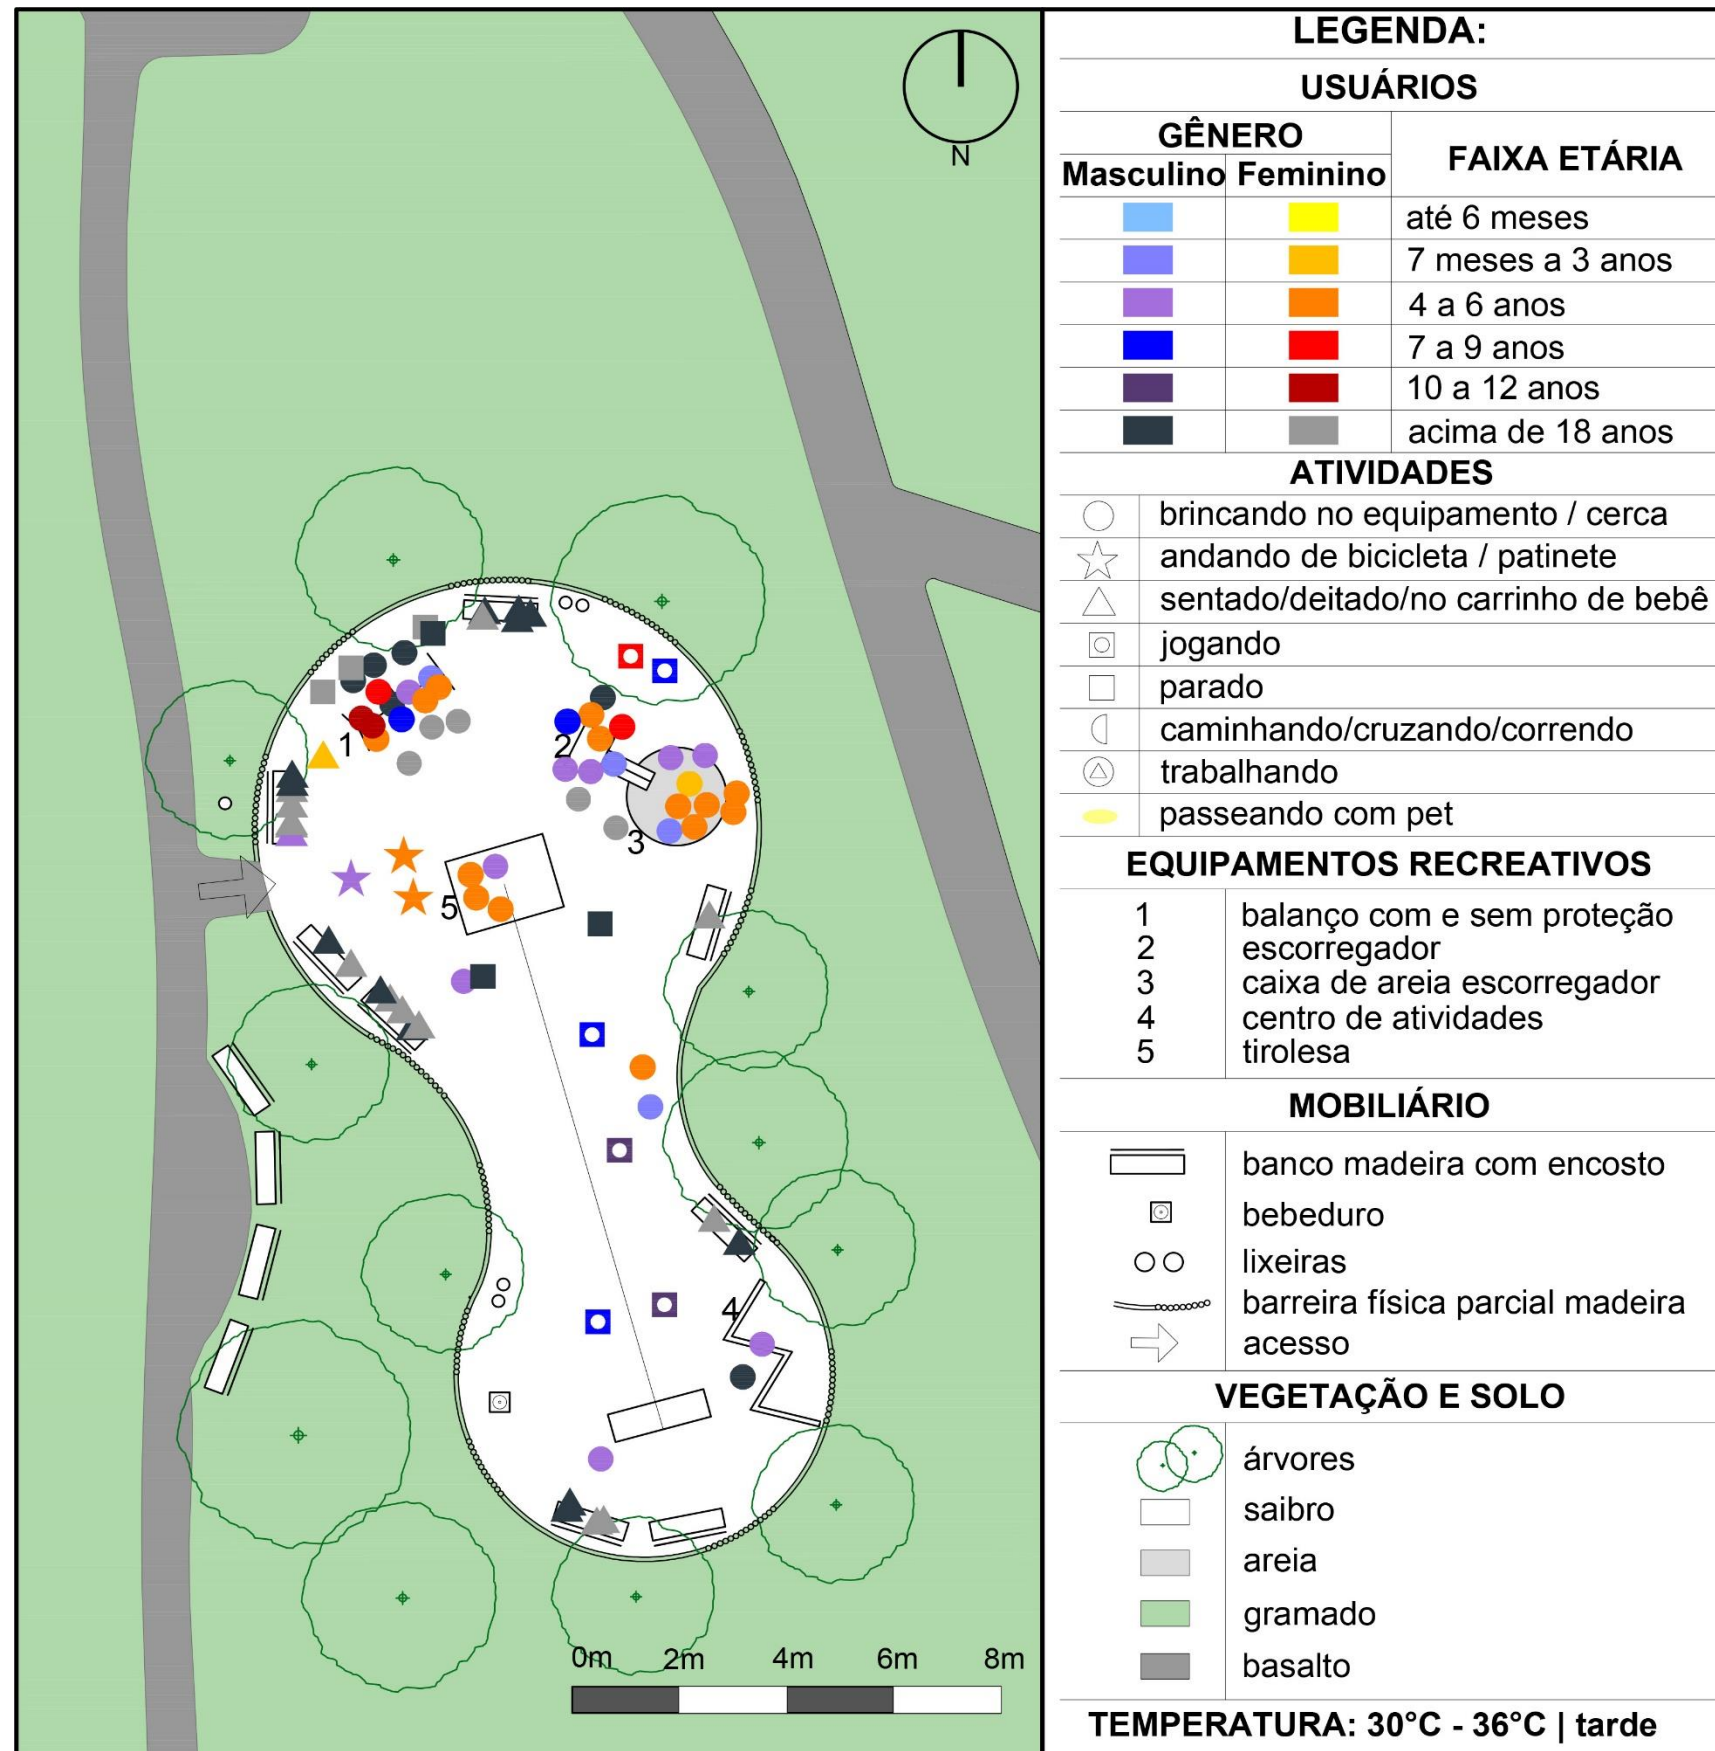 N
1
2
3
5
4
0m 2m 4m 6m 8m
LEGENDA:
USUÁRIOS
GÊNERO
FAIXA ETÁRIA
Masculino Feminino
até 6 meses
7 meses a 3 anos
4 a 6 anos
7 a 9 anos
10 a 12 anos
acima de 18 anos
ATIVIDADES
brincando no equipamento / cerca
andando de bicicleta / patinete
sentado/deitado/no carrinho de bebê
jogando
parado
caminhando/cruzando/correndo
trabalhando
passeando com pet
EQUIPAMENTOS RECREATIVOS
1 balanço com e sem proteção
2 escorregador
3 caixa de areia escorregador
4 centro de atividades
5 tirolesa
MOBILIÁRIO
banco madeira com encosto
bebeduro
lixeiras
barreira física parcial madeira
acesso
VEGETAÇÃO E SOLO
árvores
saibro
areia
gramado
basalto
TEMPERATURA: 30°C - 36°C | tarde